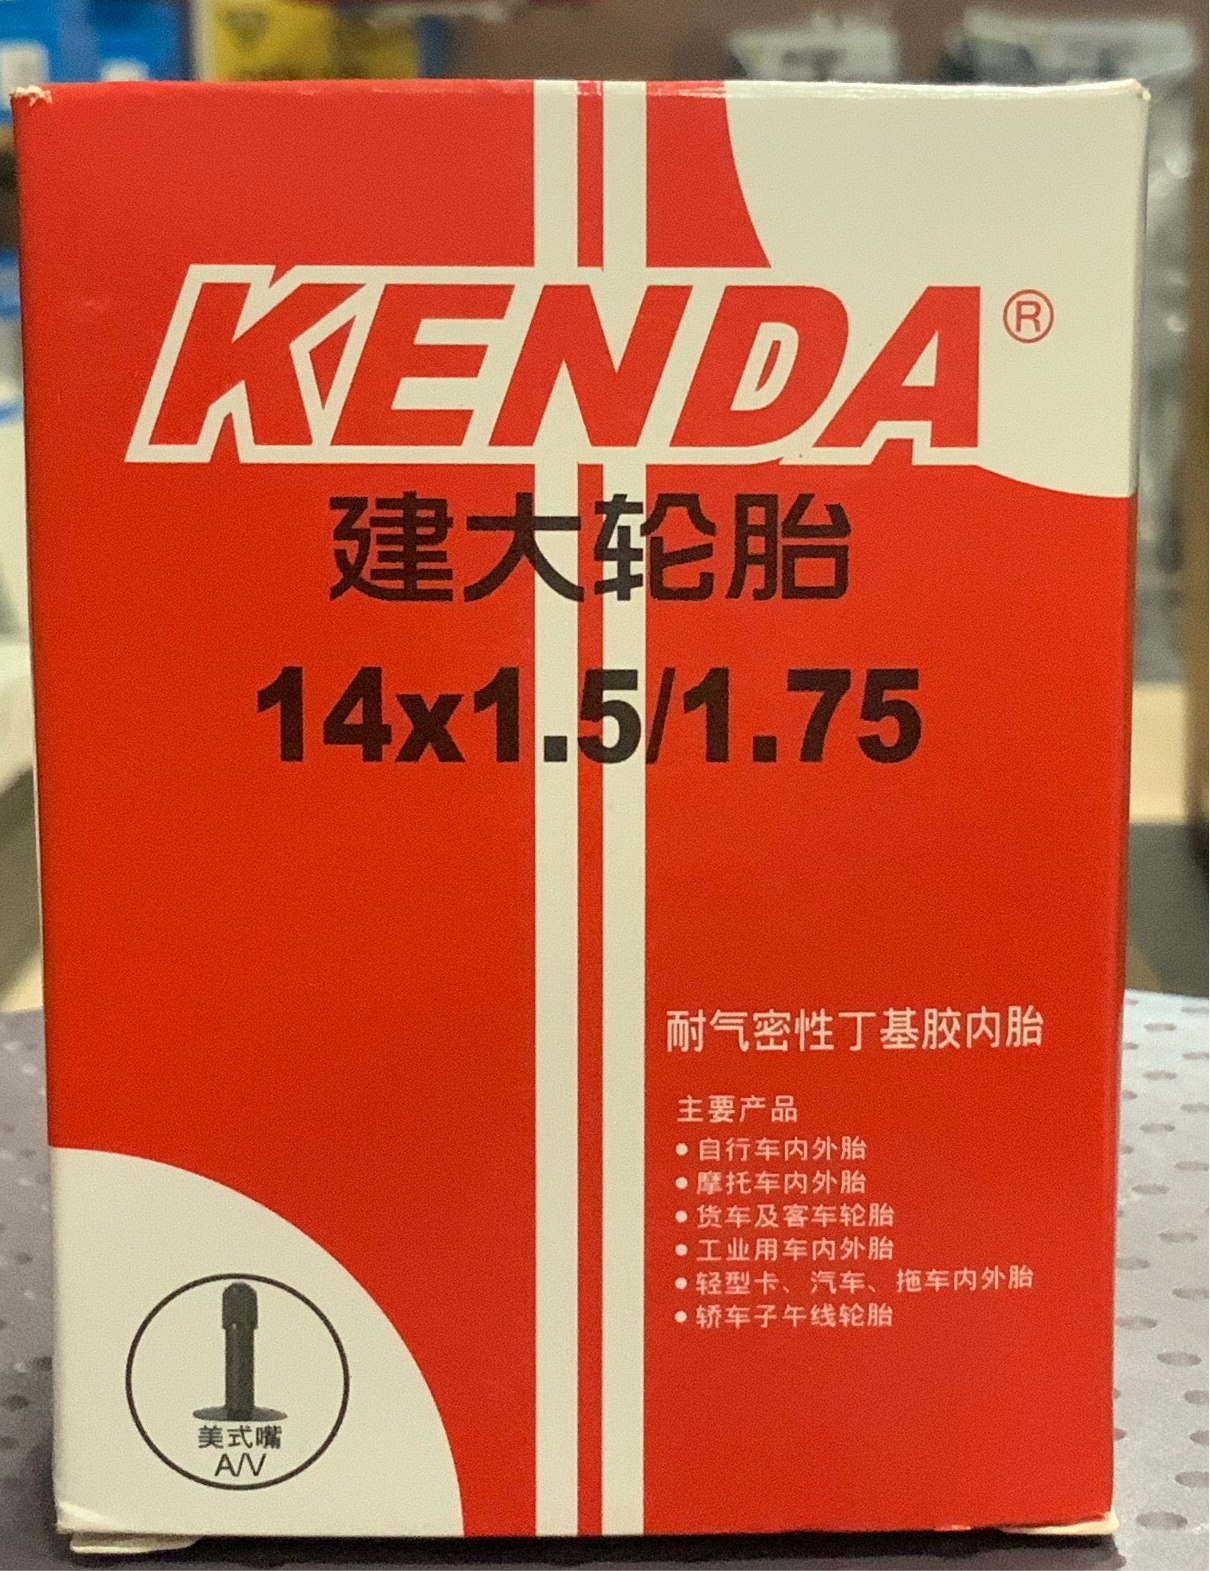 KENDA®
建大轮胎
14x1.5/1.75
耐气密性丁基胶内胎
主要产品
•自行车内外胎
•摩托车内外胎
•货车及客车轮胎
•工业用车内外胎
•轻型卡、汽车、拖车内外胎
•轿车子午线轮胎
美式嘴
A/V